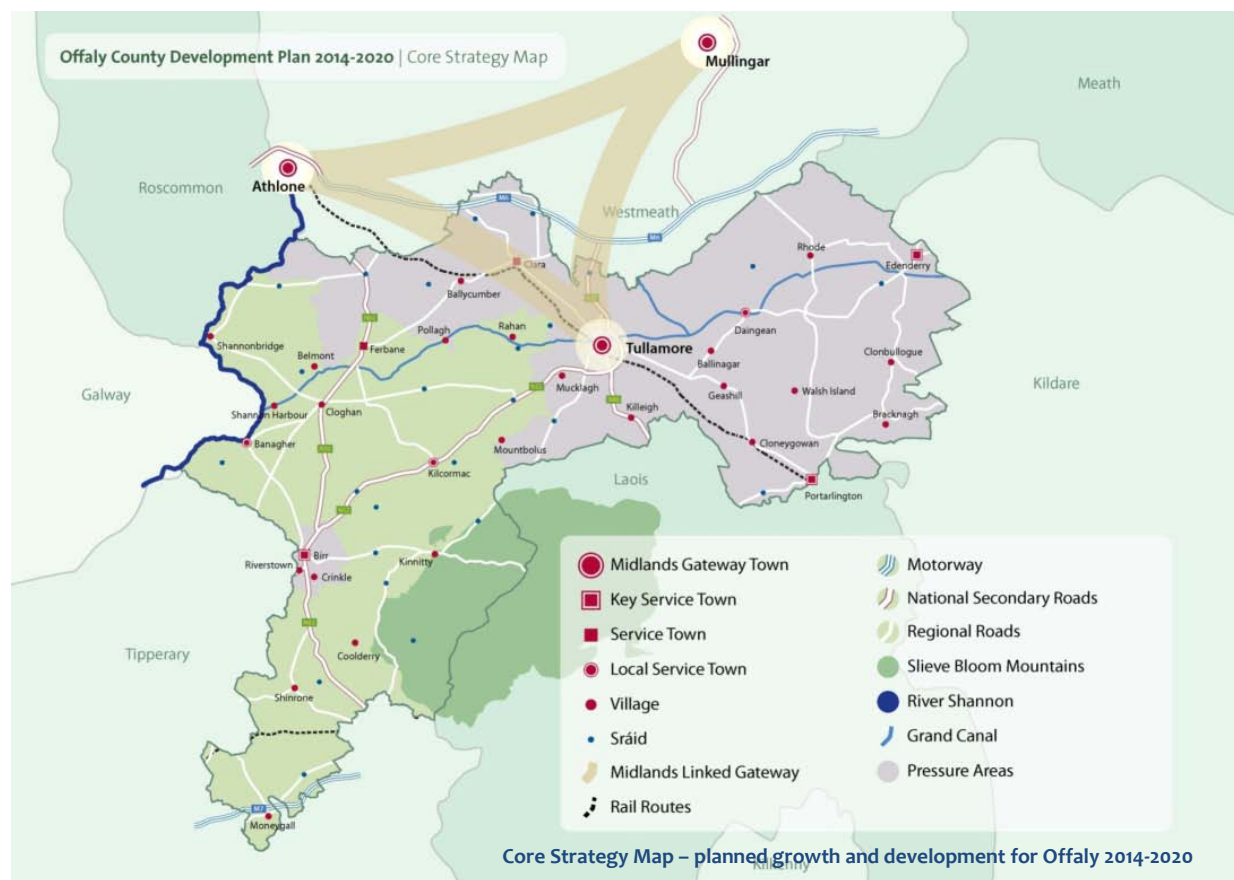 Offaly County Development Plan 2014-2020 | Core Strategy Map
Mullingar
Meath
Athlone
Roscommon
M6
Westmeath
M6
Rhode
Edenderry
Clara
Ballycumber
Daingean
Shannonbridge
Belmont
Ferbane
Pollagh
Rahan
Tullamore
Ballinagar
Clonbullogue
Galway
Kildare
Mucklagh
Geashill
Walsh Island
Shannon Harbour
Cloghan
Killeigh
Bracknagh
Banagher
Mountbolus
Cloneygowan
Kilcormac
Laois
Portarlington
Birr
Riverstown
Crinkle
Kinnitty
Tipperary
Coolderry
Shinrone
M7
Moneygall
Midlands Gateway Town
Key Service Town
Service Town
Local Service Town
Village
Sráid
Midlands Linked Gateway
Rail Routes
Motorway
National Secondary Roads
Regional Roads
Slieve Bloom Mountains
River Shannon
Grand Canal
Pressure Areas
Core Strategy Map – planned growth and development for Offaly 2014-2020
Kilkenny